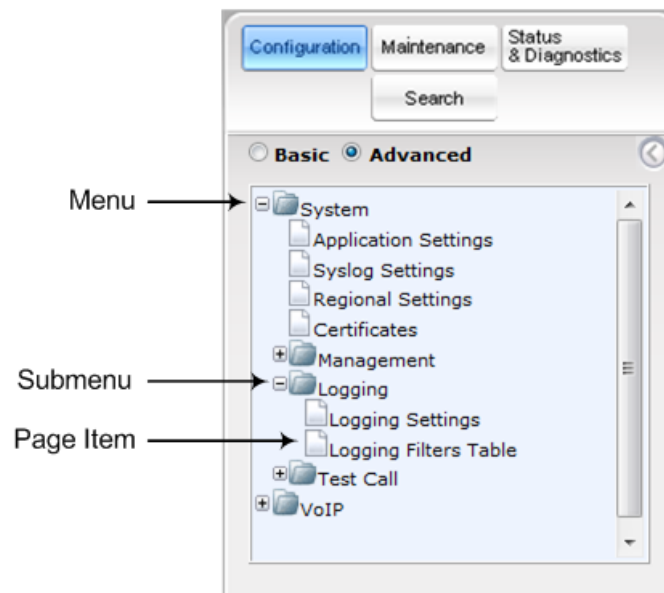 Configuration
Maintenance
Status
& Diagnostics
Search
Basic
Advanced
Menu
System
Application Settings
Syslog Settings
Regional Settings
Certificates
Management
Submenu
Logging
Logging Settings
Page Item
Logging Filters Table
Test Call
VoIP